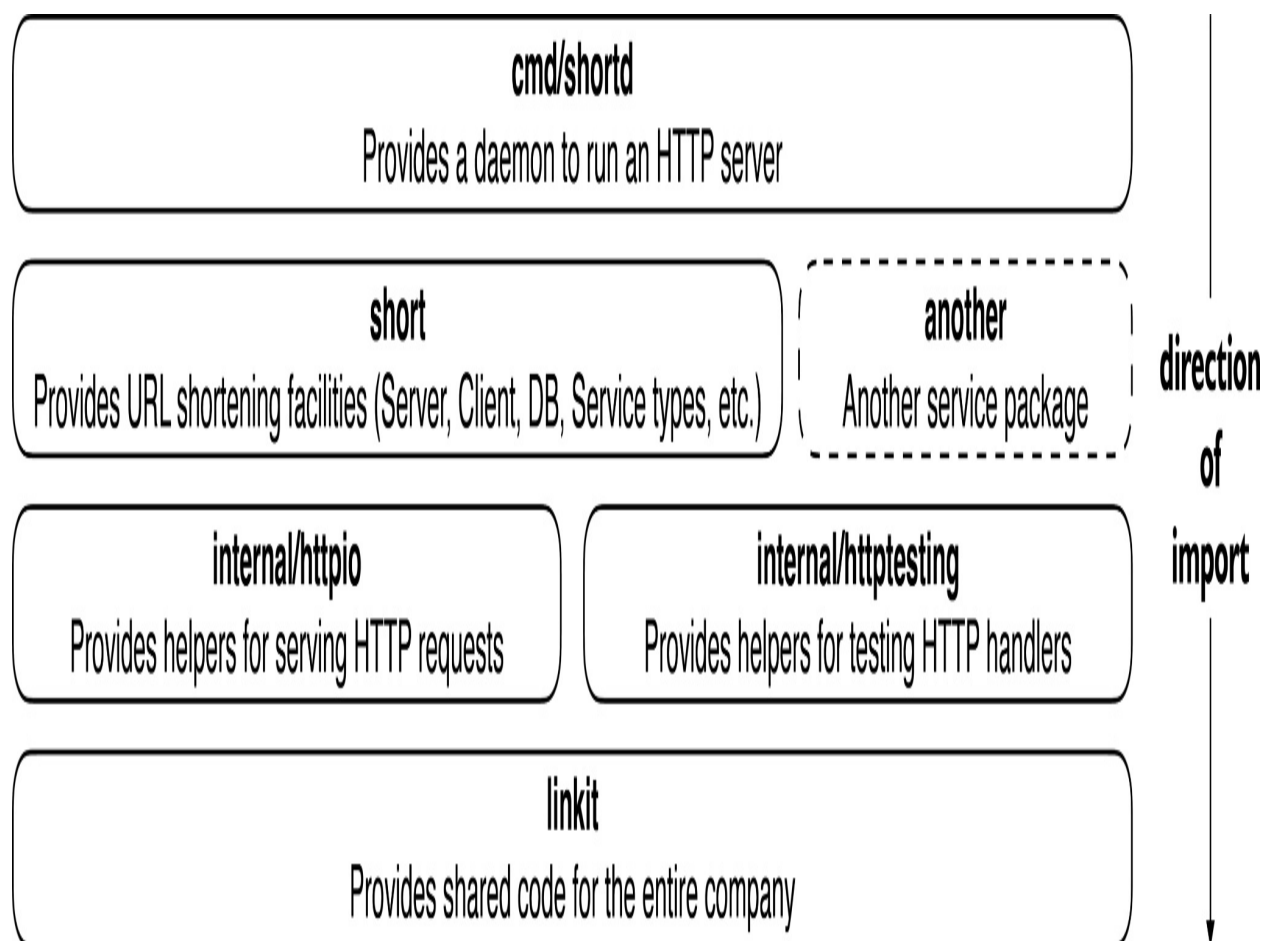 cmd/shortd
Provides a daemon to run an HTTP server
short
Provides URL shortening facilities (Server, Client, DB, Service types, etc.)
another
Another service package
direction
of
import
internal/httpio
Provides helpers for serving HTTP requests
internal/httptesting
Provides helpers for testing HTTP handlers
linkit
Provides shared code for the entire company